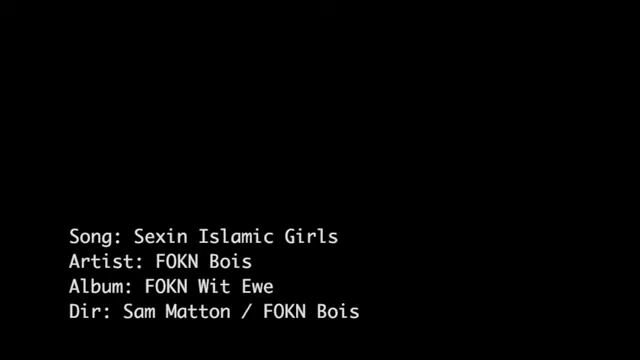 Song: Sexin Islamic Girls
Artist: FOKN Bois
Album: FOKN Wit Ewe
Dir: Sam Matton / FOKN Bois